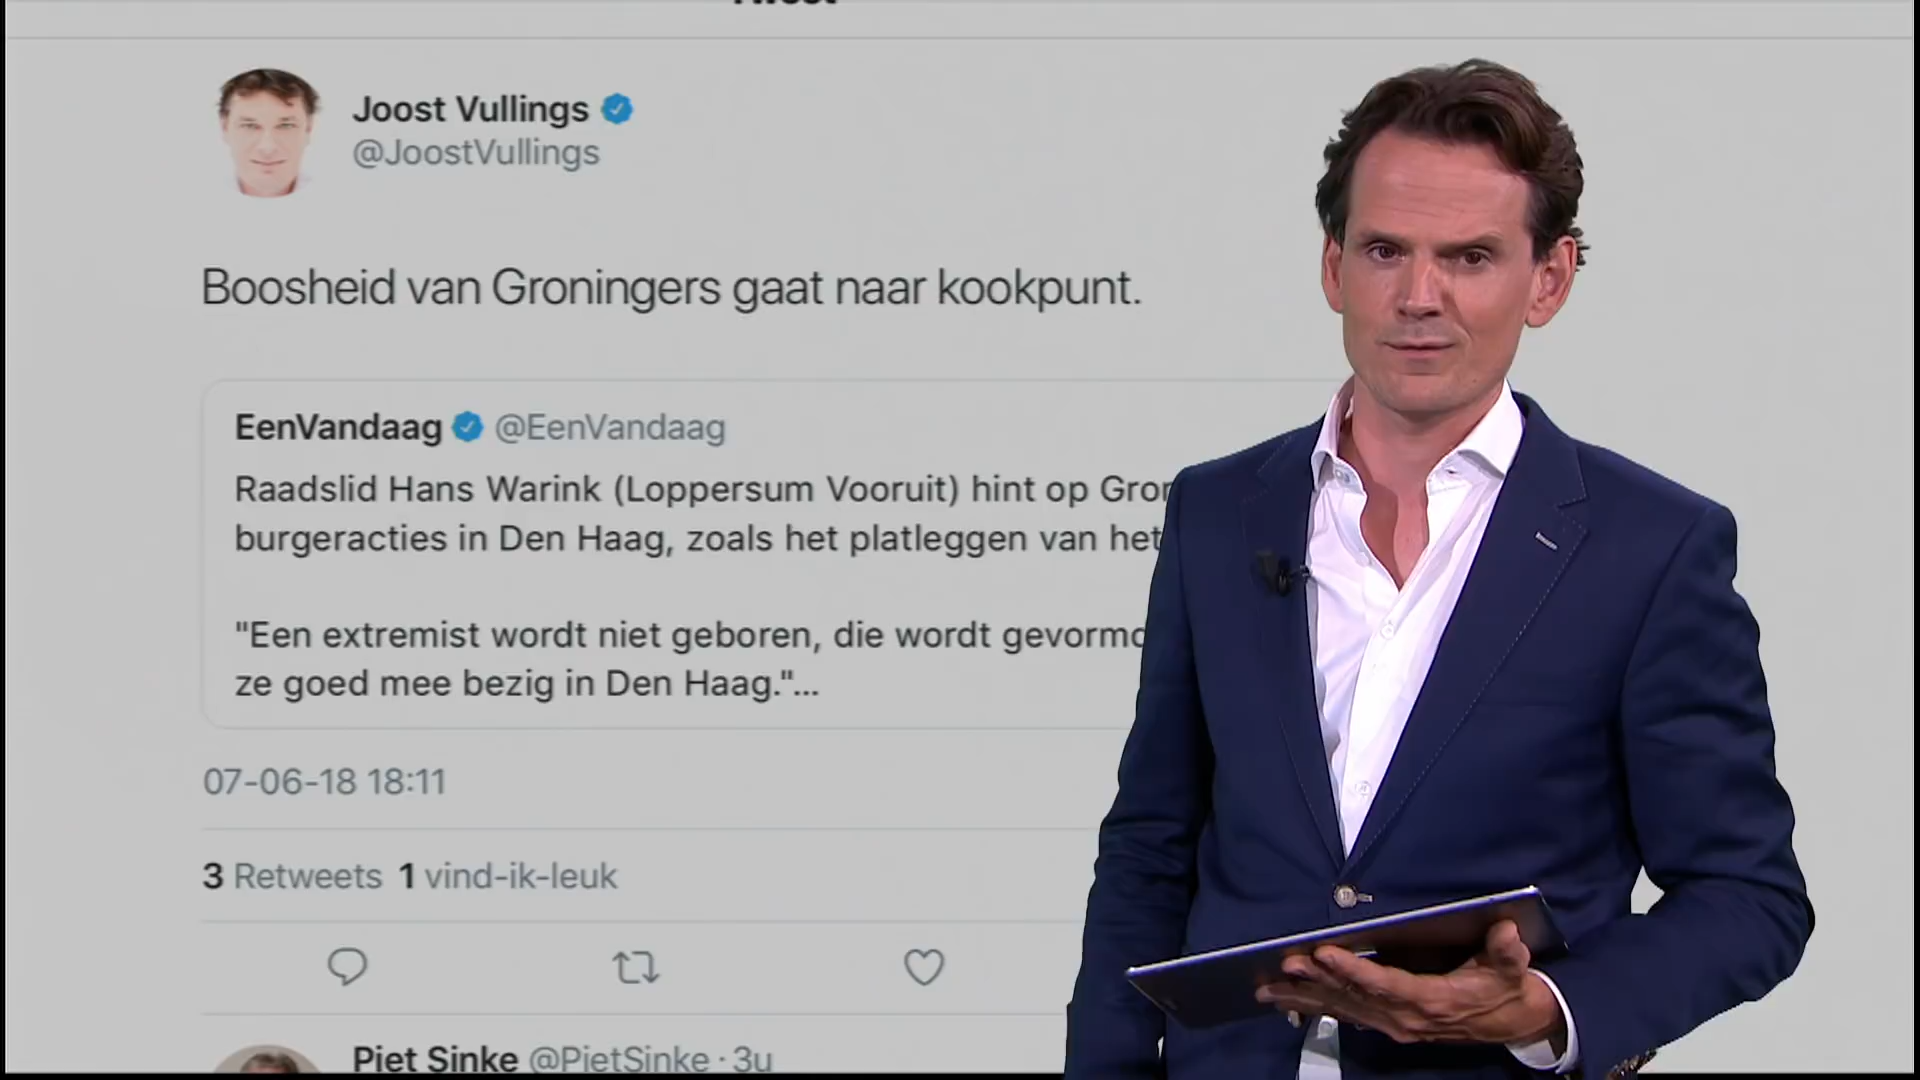 Joost Vullings
@JoostVullings
Boosheid van Groningers gaat naar kookpunt.
EenVandaag @EenVandaag
Raadslid Hans Warink (Loppersum Vooruit) hint op
burgeracties in Den Haag, zoals het platleggen van het
"Een extremist wordt niet geboren, die wordt
ze goed mee bezig in Den Haag."...
07-06-18 18:11
3 Retweets 1 vind-ik-leuk
Piet Sinke @PietSinke · 3u